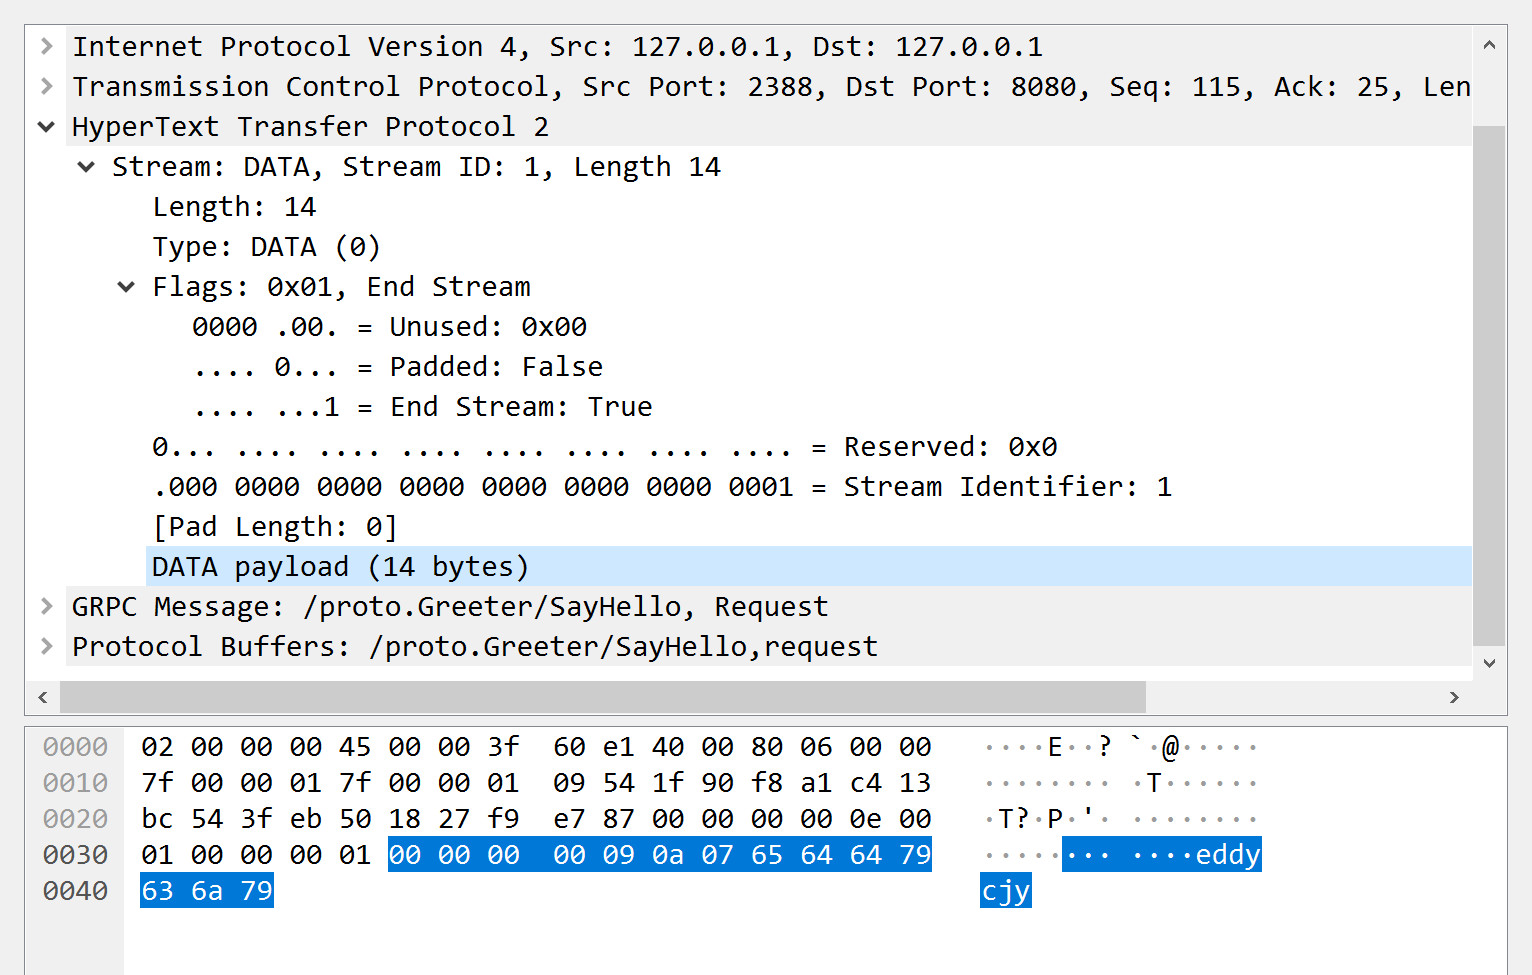 Internet Protocol Version 4, Src: 127.0.0.1, Dst: 127.0.0.1
Transmission Control Protocol, Src Port: 2388, Dst Port: 8080, Seq: 115, Ack: 25, Len
HyperText Transfer Protocol 2
Stream: DATA, Stream ID: 1, Length 14
Length: 14
Type: DATA (0)
Flags: 0x01, End Stream
0000 .00. = Unused: 0x00
.... 0... = Padded: False
.... ...1 = End Stream: True
0... .... .... .... .... .... .... .... = Reserved: 0x0
.000 0000 0000 0000 0000 0000 0000 0001 = Stream Identifier: 1
[Pad Length: 0]
DATA payload (14 bytes)
GRPC Message: /proto.Greeter/SayHello, Request
Protocol Buffers: /proto.Greeter/SayHello,request
0000 02 00 00 00 45 00 00 3f 60 e1 40 00 80 06 00 00 ····E··? `·@·····
0010 7f 00 00 01 7f 00 00 01 09 54 1f 90 f8 a1 c4 13 ········ ·T······
0020 bc 54 3f eb 50 18 27 f9 e7 87 00 00 00 00 0e 00 ·T?·P·'· ········
0030 01 00 00 00 01 00 00 00 00 09 0a 07 65 64 64 79 ········ ····eddy
0040 63 6a 79 cjy